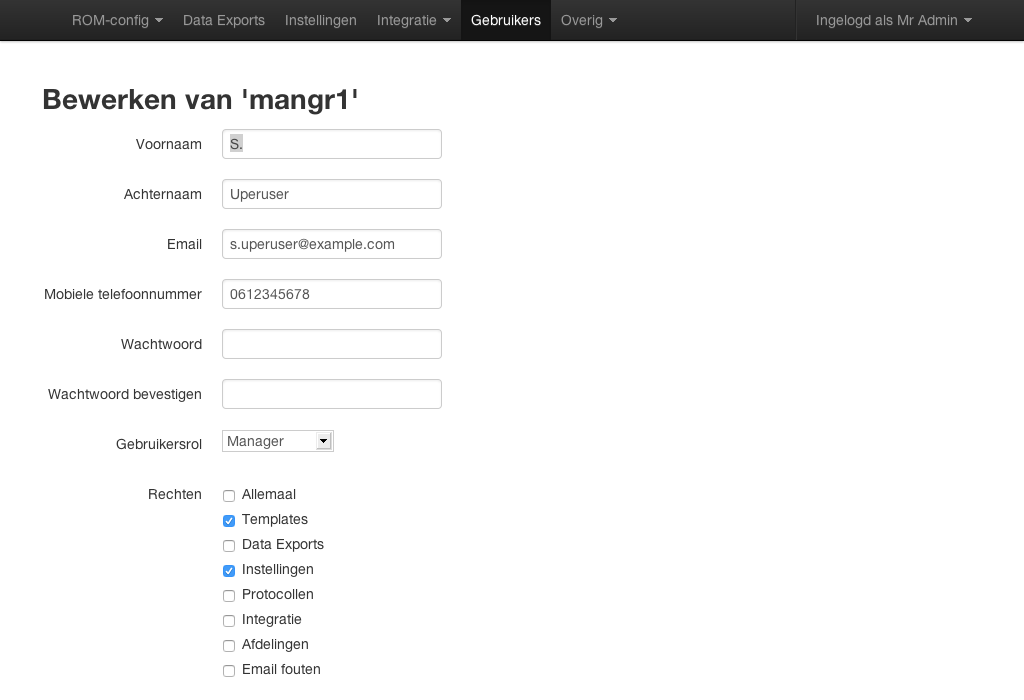 ROM-config Data Exports Instellingen Integratie Gebruikers Overig Ingelogd als Mr Admin
Bewerken van 'mangr1'
Voornaam S.
Achternaam Uperuser
Email s.uperuser@example.com
Mobiele telefoonnummer 0612345678
Wachtwoord
Wachtwoord bevestigen
Gebruikersrol Manager
Rechten Allemaal
Templates
Data Exports
Instellingen
Protocollen
Integratie
Afdelingen
Email fouten